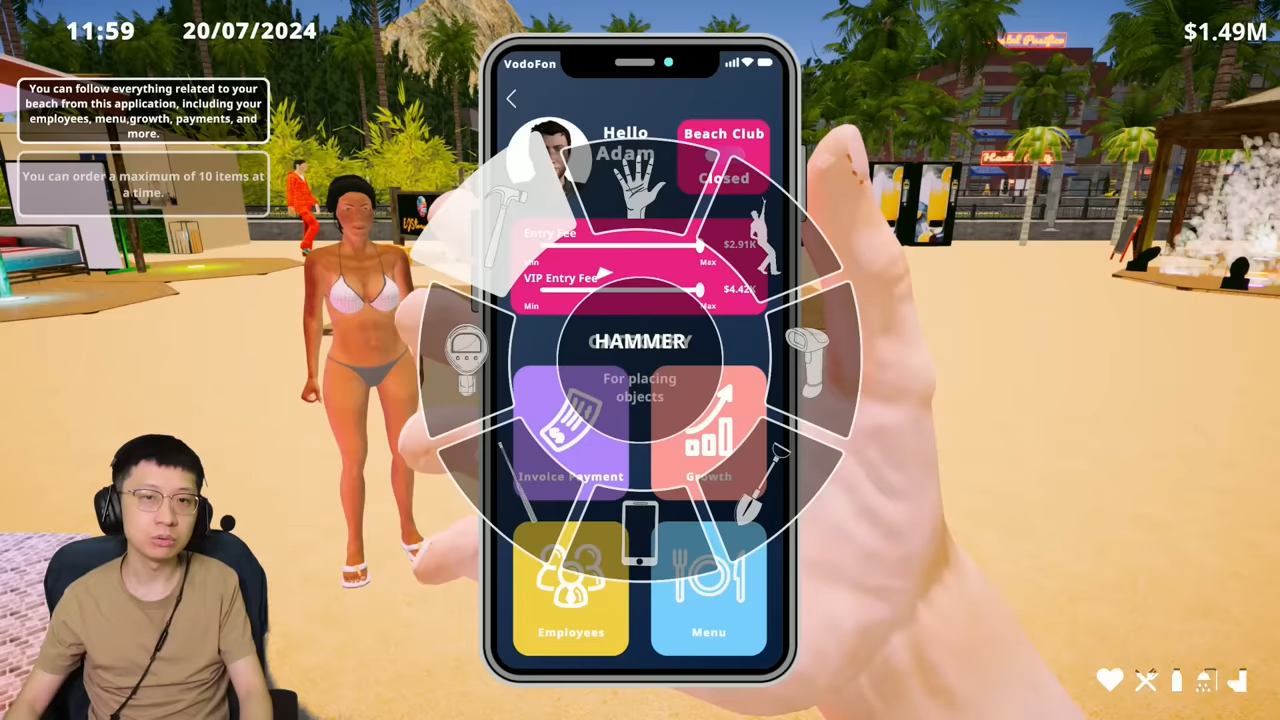 11:59 20/07/2024
$1.49M
You can follow everything related to your
beach from this application, including your
employees, menu,growth, payments, and
more.
You can order a maximum of 10 items at
a time.
VodoFon
Hello
Adam
Beach Club
Closed
Entry Fee
$2.91K
Min
Max
VIP Entry Fee
$4.42K
Min
Max
CATEGORY
HAMMER
For placing
objects
Invoice Payment
Growth
Employees
Menu